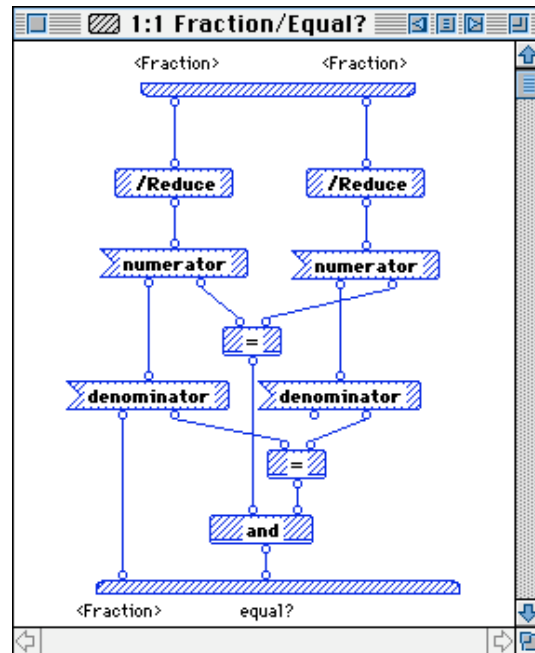 1:1 Fraction/Equal?
<Fraction> <Fraction>
/Reduce /Reduce
numerator numerator
=
denominator denominator
=
and
<Fraction> equal?